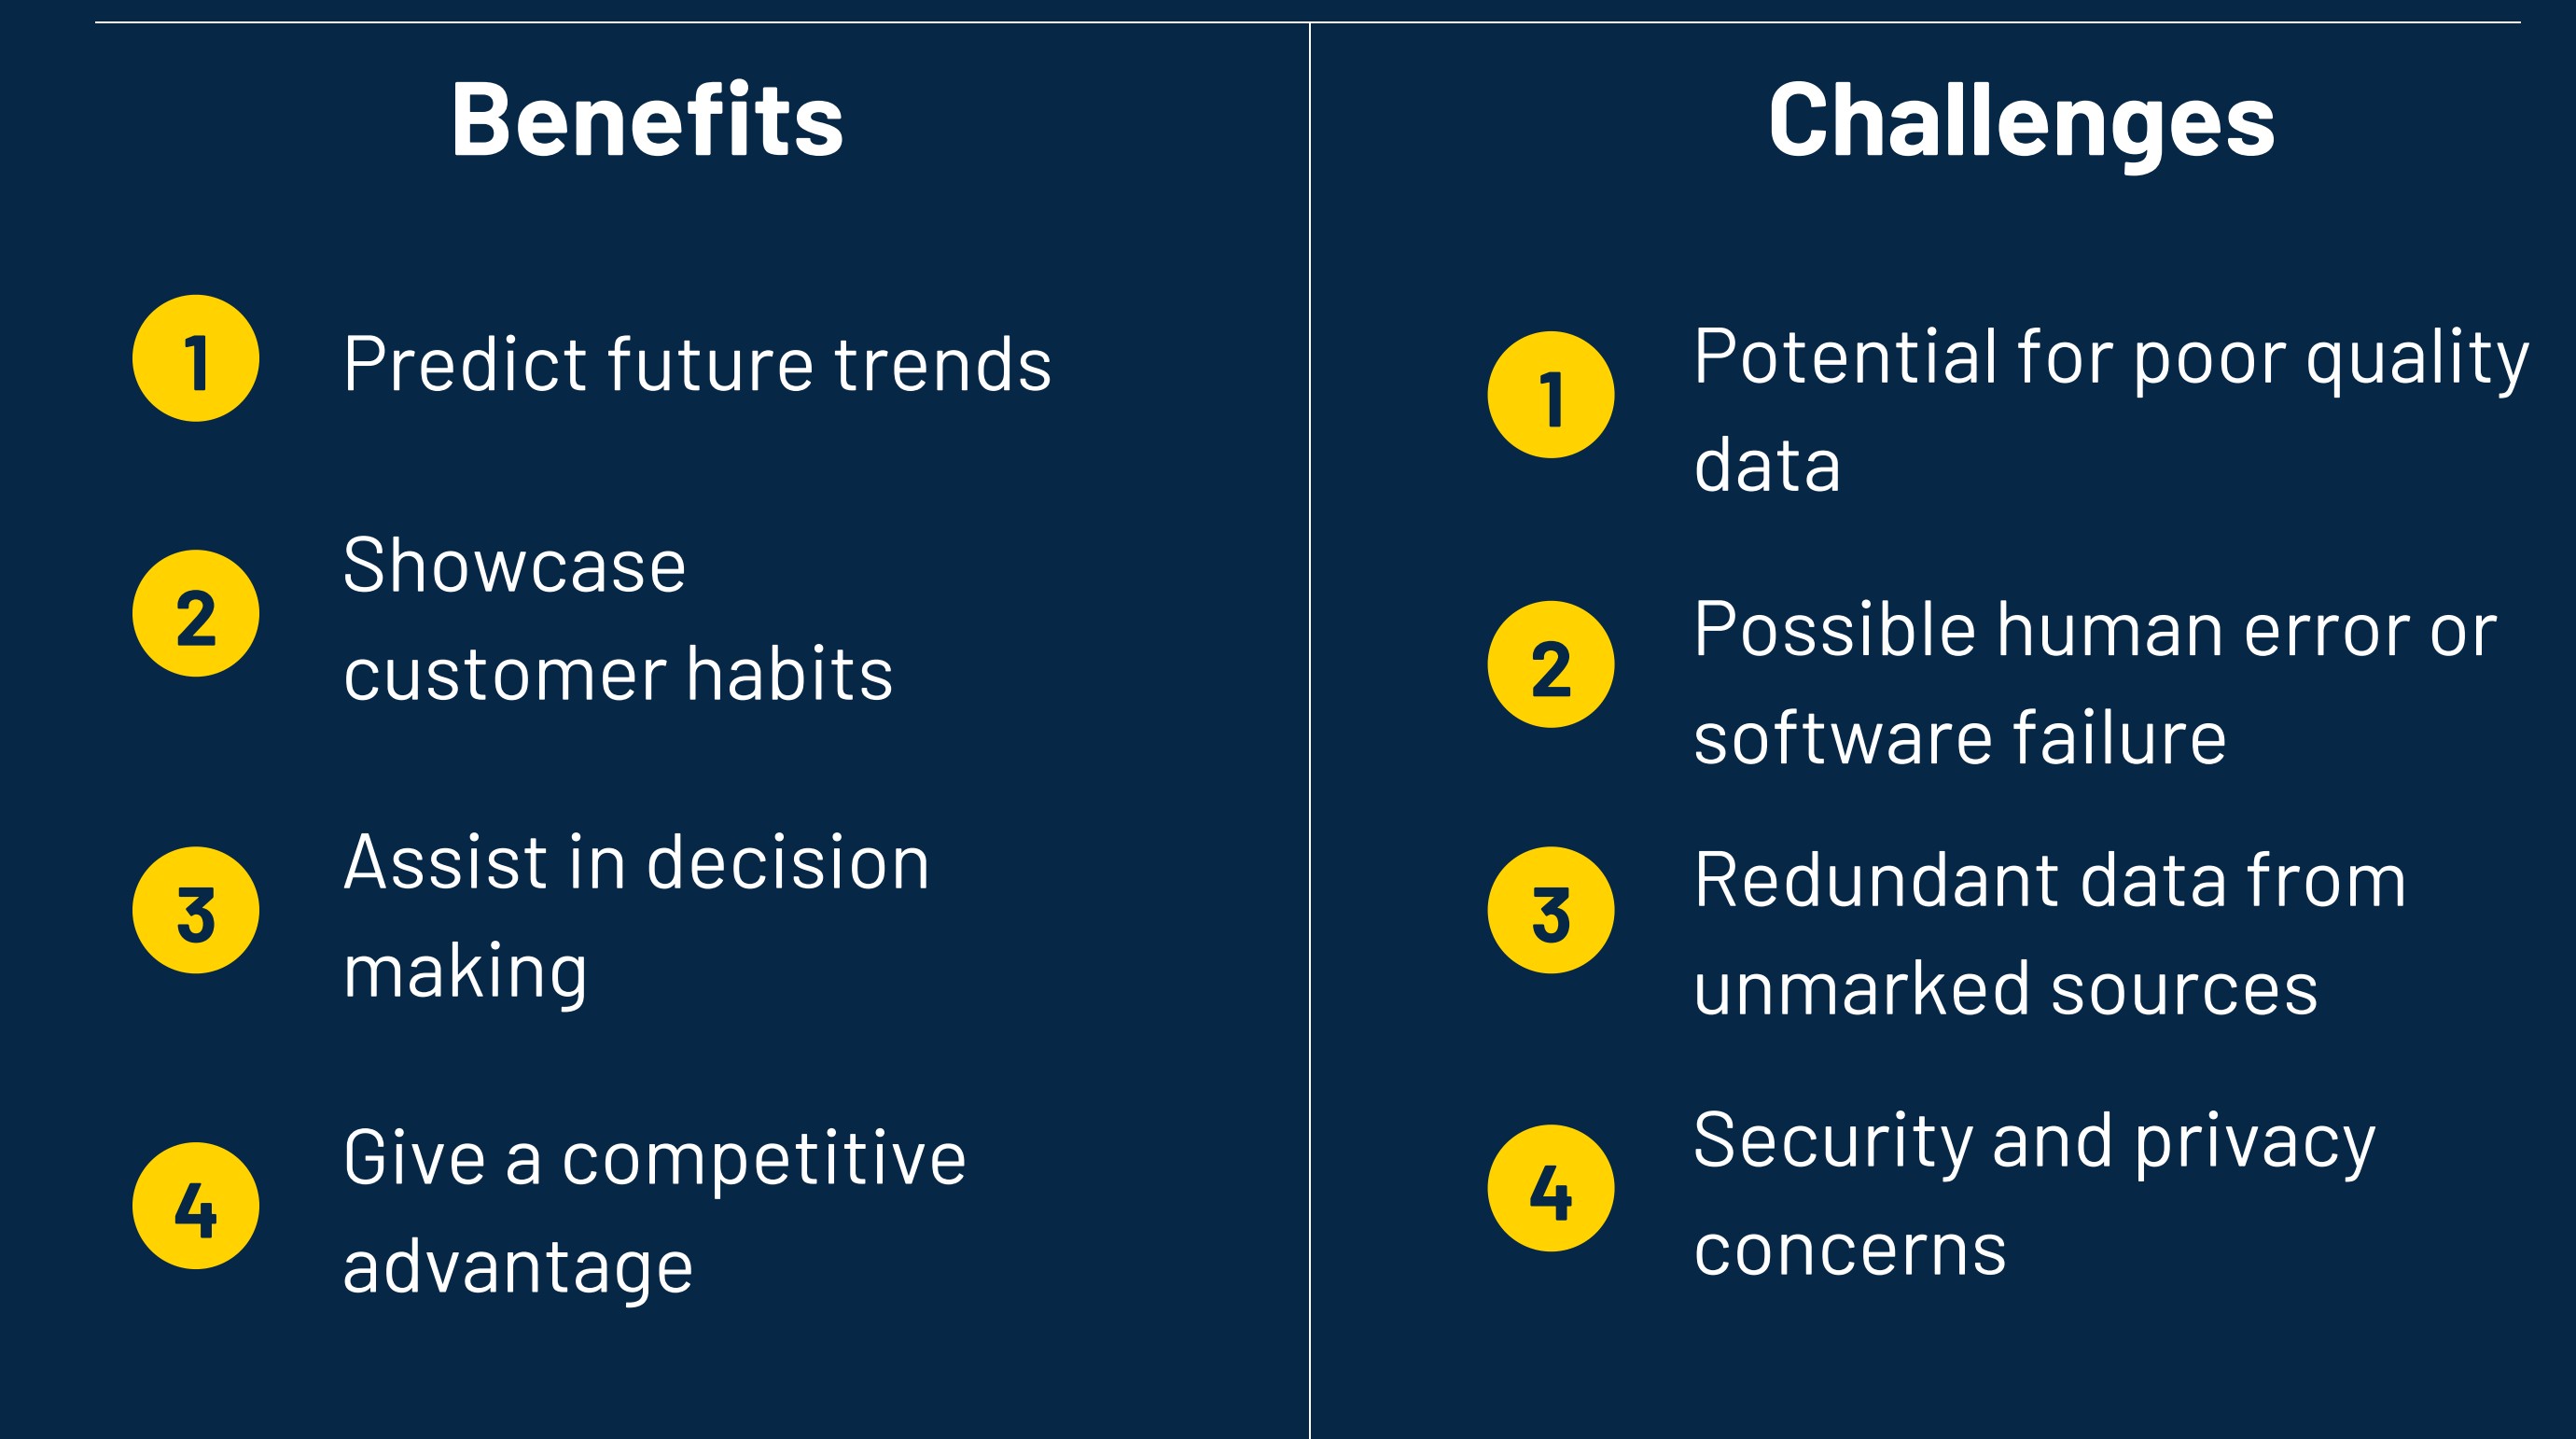 Benefits
1
Predict future trends
2
Showcase
customer habits
3
Assist in decision
making
4
Give a competitive
advantage
Challenges
1
Potential for poor quality
data
2
Possible human error or
software failure
3
Redundant data from
unmarked sources
4
Security and privacy
concerns